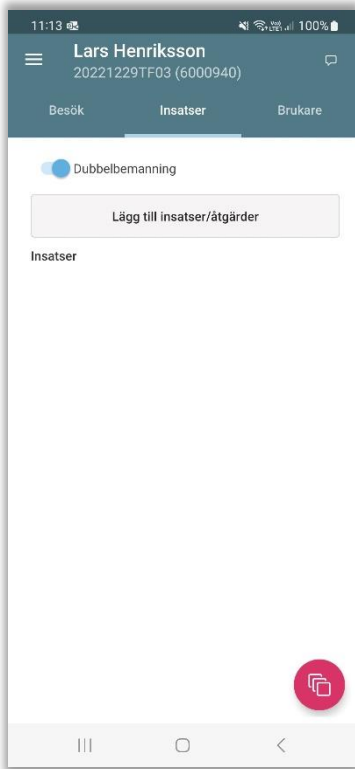 11:13 100%
Lars Henriksson
20221229TF03 (6000940)
Besök Insatser Brukare
Dubbelbemanning
Lägg till insatser/åtgärder
Insatser